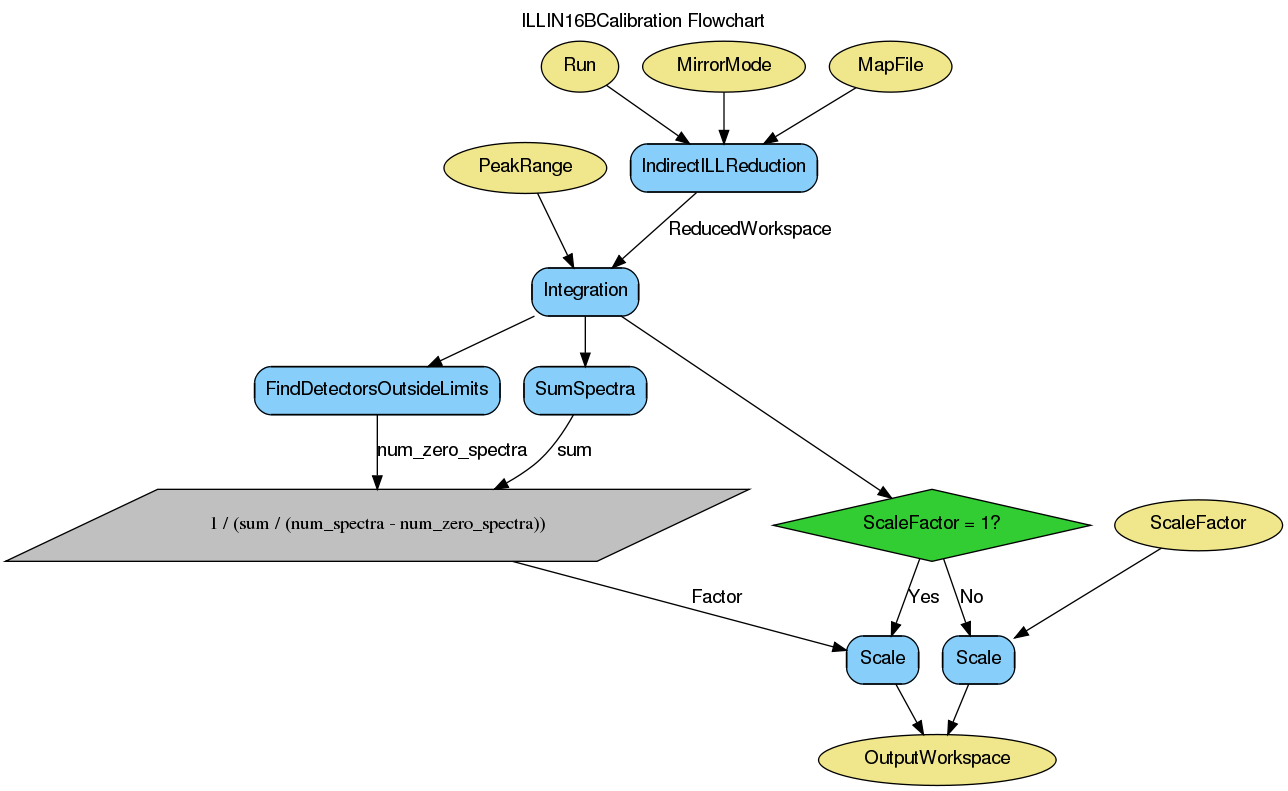 ILLIN16BCalibration Flowchart
Run
MirrorMode
MapFile
PeakRange
IndirectILLReduction
ReducedWorkspace
Integration
FindDetectorsOutsideLimits
SumSpectra
num_zero_spectra
sum
1 / (sum / (num_spectra - num_zero_spectra))
ScaleFactor = 1?
ScaleFactor
Factor
Yes
No
Scale
Scale
OutputWorkspace